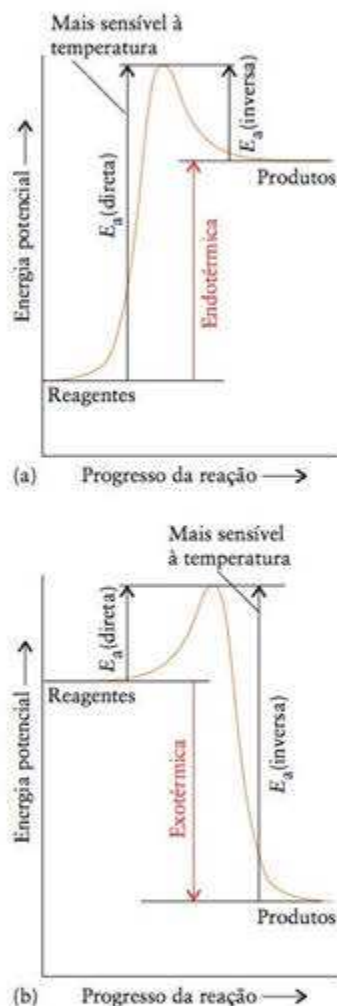 Mais sensível à
temperatura
Energia potencial
Eₐ(direta)
Eₐ(inversa)
Produtos
Endotérmica
Reagentes
(a) Progresso da reação
Mais sensível
à temperatura
Energia potencial
Eₐ(direta)
Reagentes
Exotérmica
Eₐ(inversa)
Produtos
(b) Progresso da reação